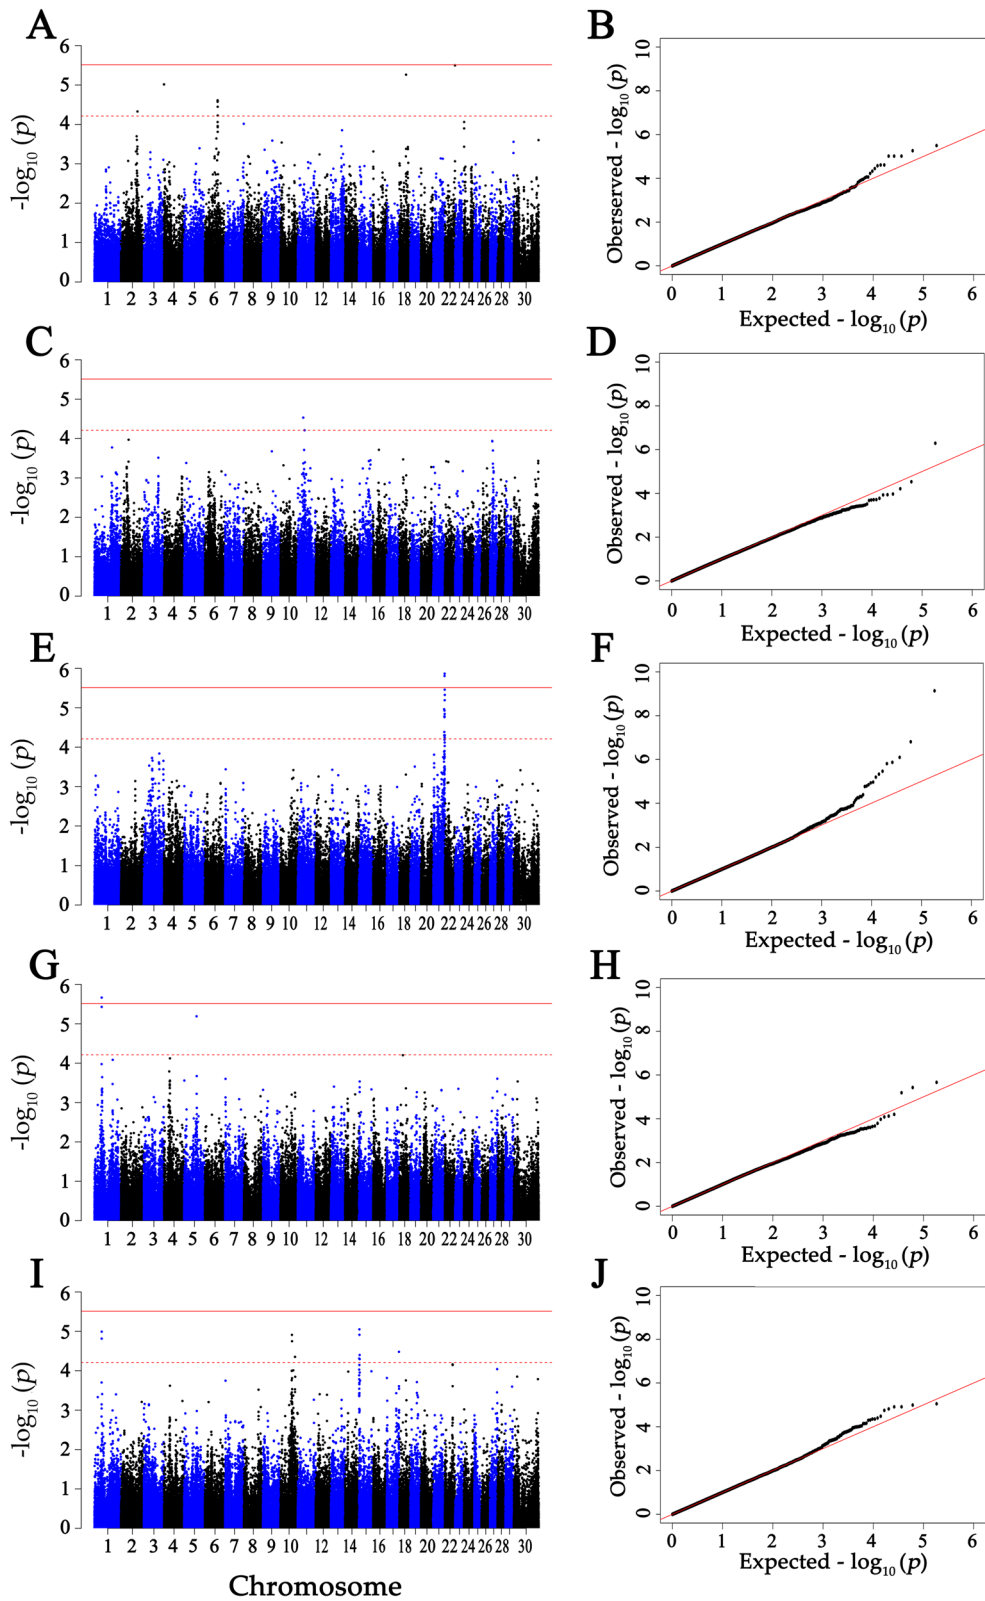 A
-log₁₀ (p)
6
5
4
3
2
1
0
1 2 3 4 5 6 7 8 9 10 12 14 16 18 20 22 24 26 28 30
B
Oberserved - log₁₀ (p)
10
8
6
4
2
0
0 1 2 3 4 5 6
Expected - log₁₀ (p)
C
-log₁₀ (p)
6
5
4
3
2
1
0
1 2 3 4 5 6 7 8 9 10 12 14 16 18 20 22 24 26 28 30
D
Observed - log₁₀ (p)
10
8
6
4
2
0
0 1 2 3 4 5 6
Expected - log₁₀ (p)
E
-log₁₀ (p)
6
5
4
3
2
1
0
1 2 3 4 5 6 7 8 9 10 12 14 16 18 20 22 24 26 28 30
F
Observed - log₁₀ (p)
10
8
6
4
2
0
0 1 2 3 4 5 6
Expected - log₁₀ (p)
G
-log₁₀ (p)
6
5
4
3
2
1
0
1 2 3 4 5 6 7 8 9 10 12 14 16 18 20 22 24 26 28 30
H
Observed - log₁₀ (p)
10
8
6
4
2
0
0 1 2 3 4 5 6
Expected - log₁₀ (p)
I
-log₁₀ (p)
6
5
4
3
2
1
0
1 2 3 4 5 6 7 8 9 10 12 14 16 18 20 22 24 26 28 30
Chromosome
J
Observed - log₁₀ (p)
10
8
6
4
2
0
0 1 2 3 4 5 6
Expected - log₁₀ (p)